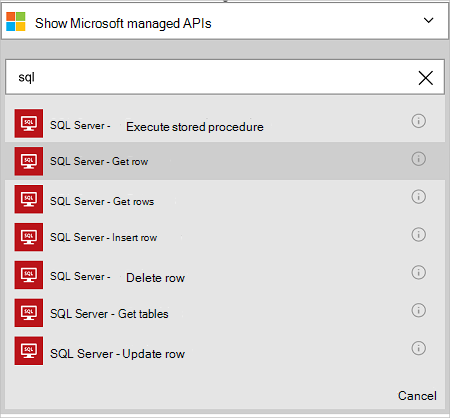 Show Microsoft managed APIs
sql
SQL SQL Server - Execute stored procedure
SQL SQL Server - Get row
SQL SQL Server - Get rows
SQL SQL Server - Insert row
SQL SQL Server - Delete row
SQL SQL Server - Get tables
SQL SQL Server - Update row
Cancel